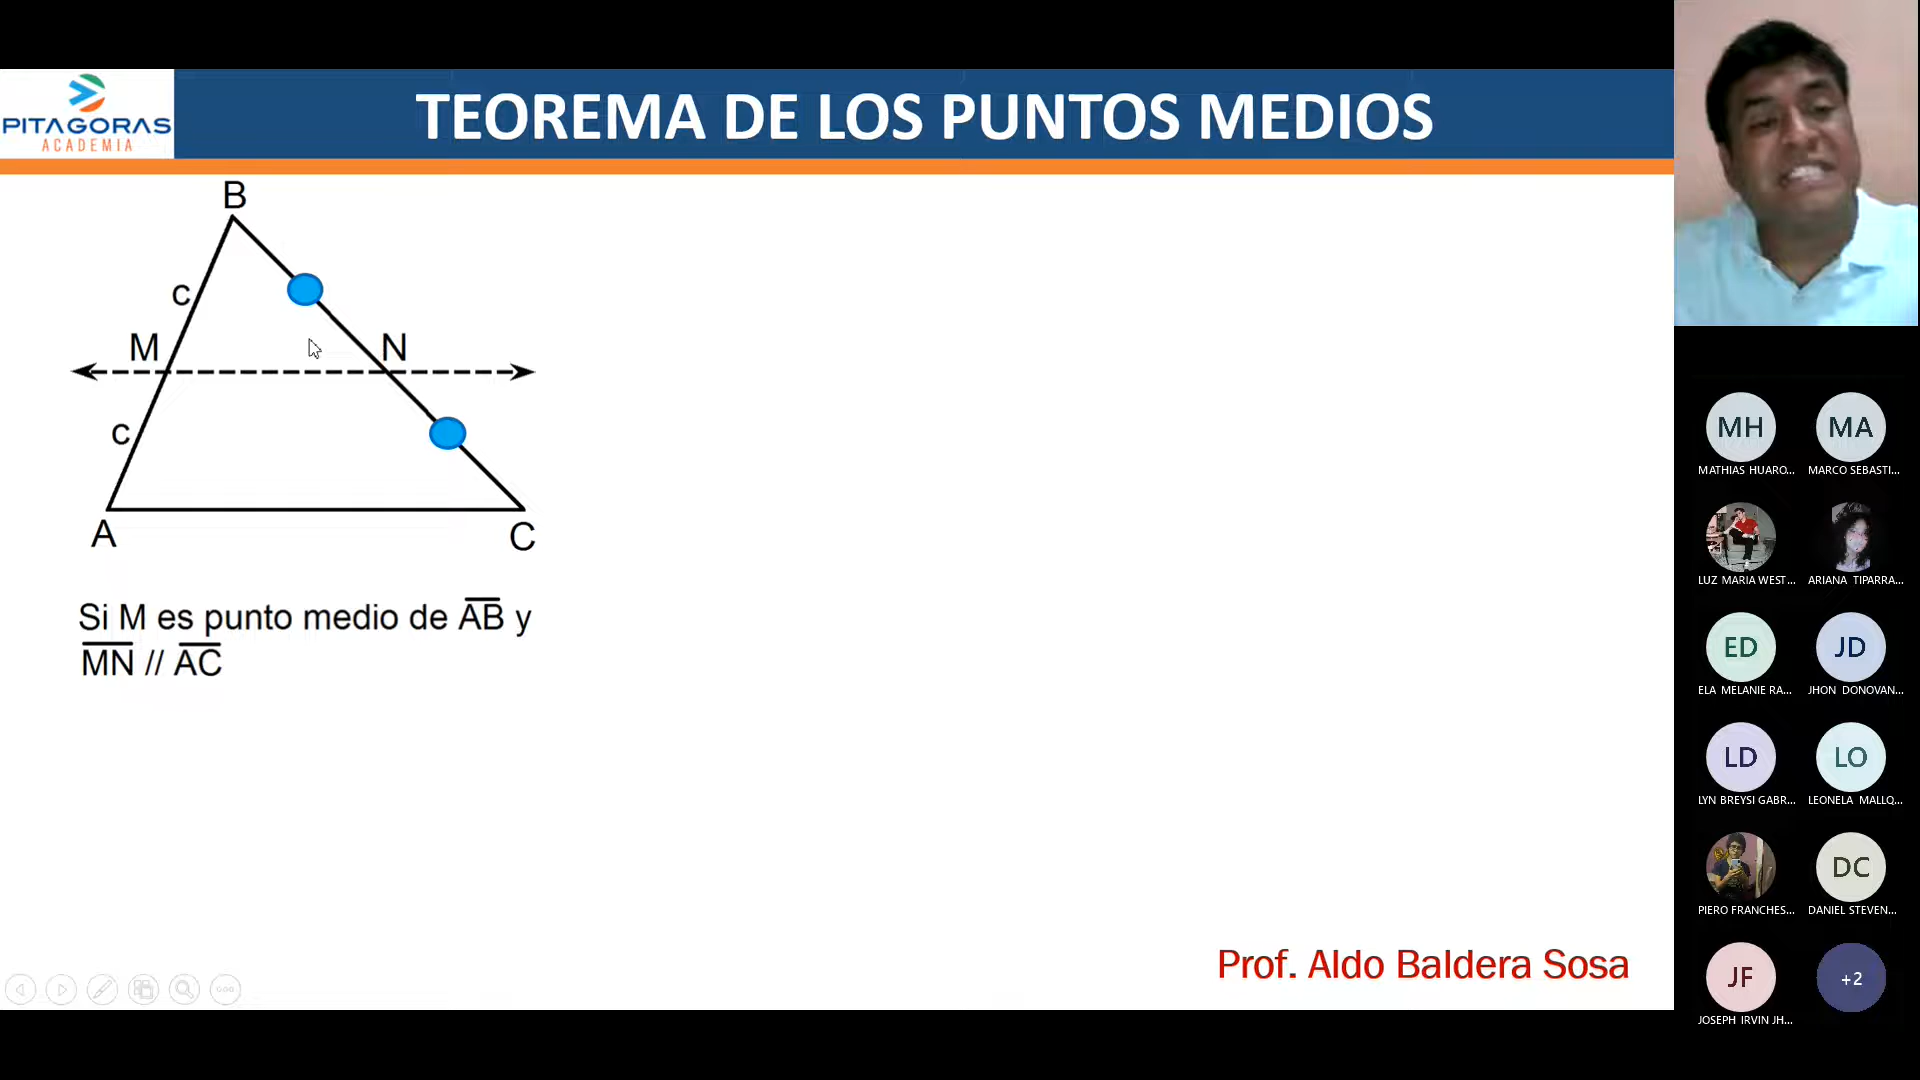 PITAGORAS
ACADEMIA
TEOREMA DE LOS PUNTOS MEDIOS
B
c
M
N
c
A
C
Si M es punto medio de AB y
MN // AC
Prof. Aldo Baldera Sosa
MH
MA
MATHIAS HUARO...
MARCO SEBASTI...
LUZ MARIA WEST...
ARIANA TIPARRA...
ED
JD
ELA MELANIE RA...
JHON DONOVAN...
LD
LO
LYN BREYSI GABR...
LEONELA MALLQ...
DC
PIERO FRANCHES...
DANIEL STEVEN...
JF
+2
JOSEPH IRVIN JH...